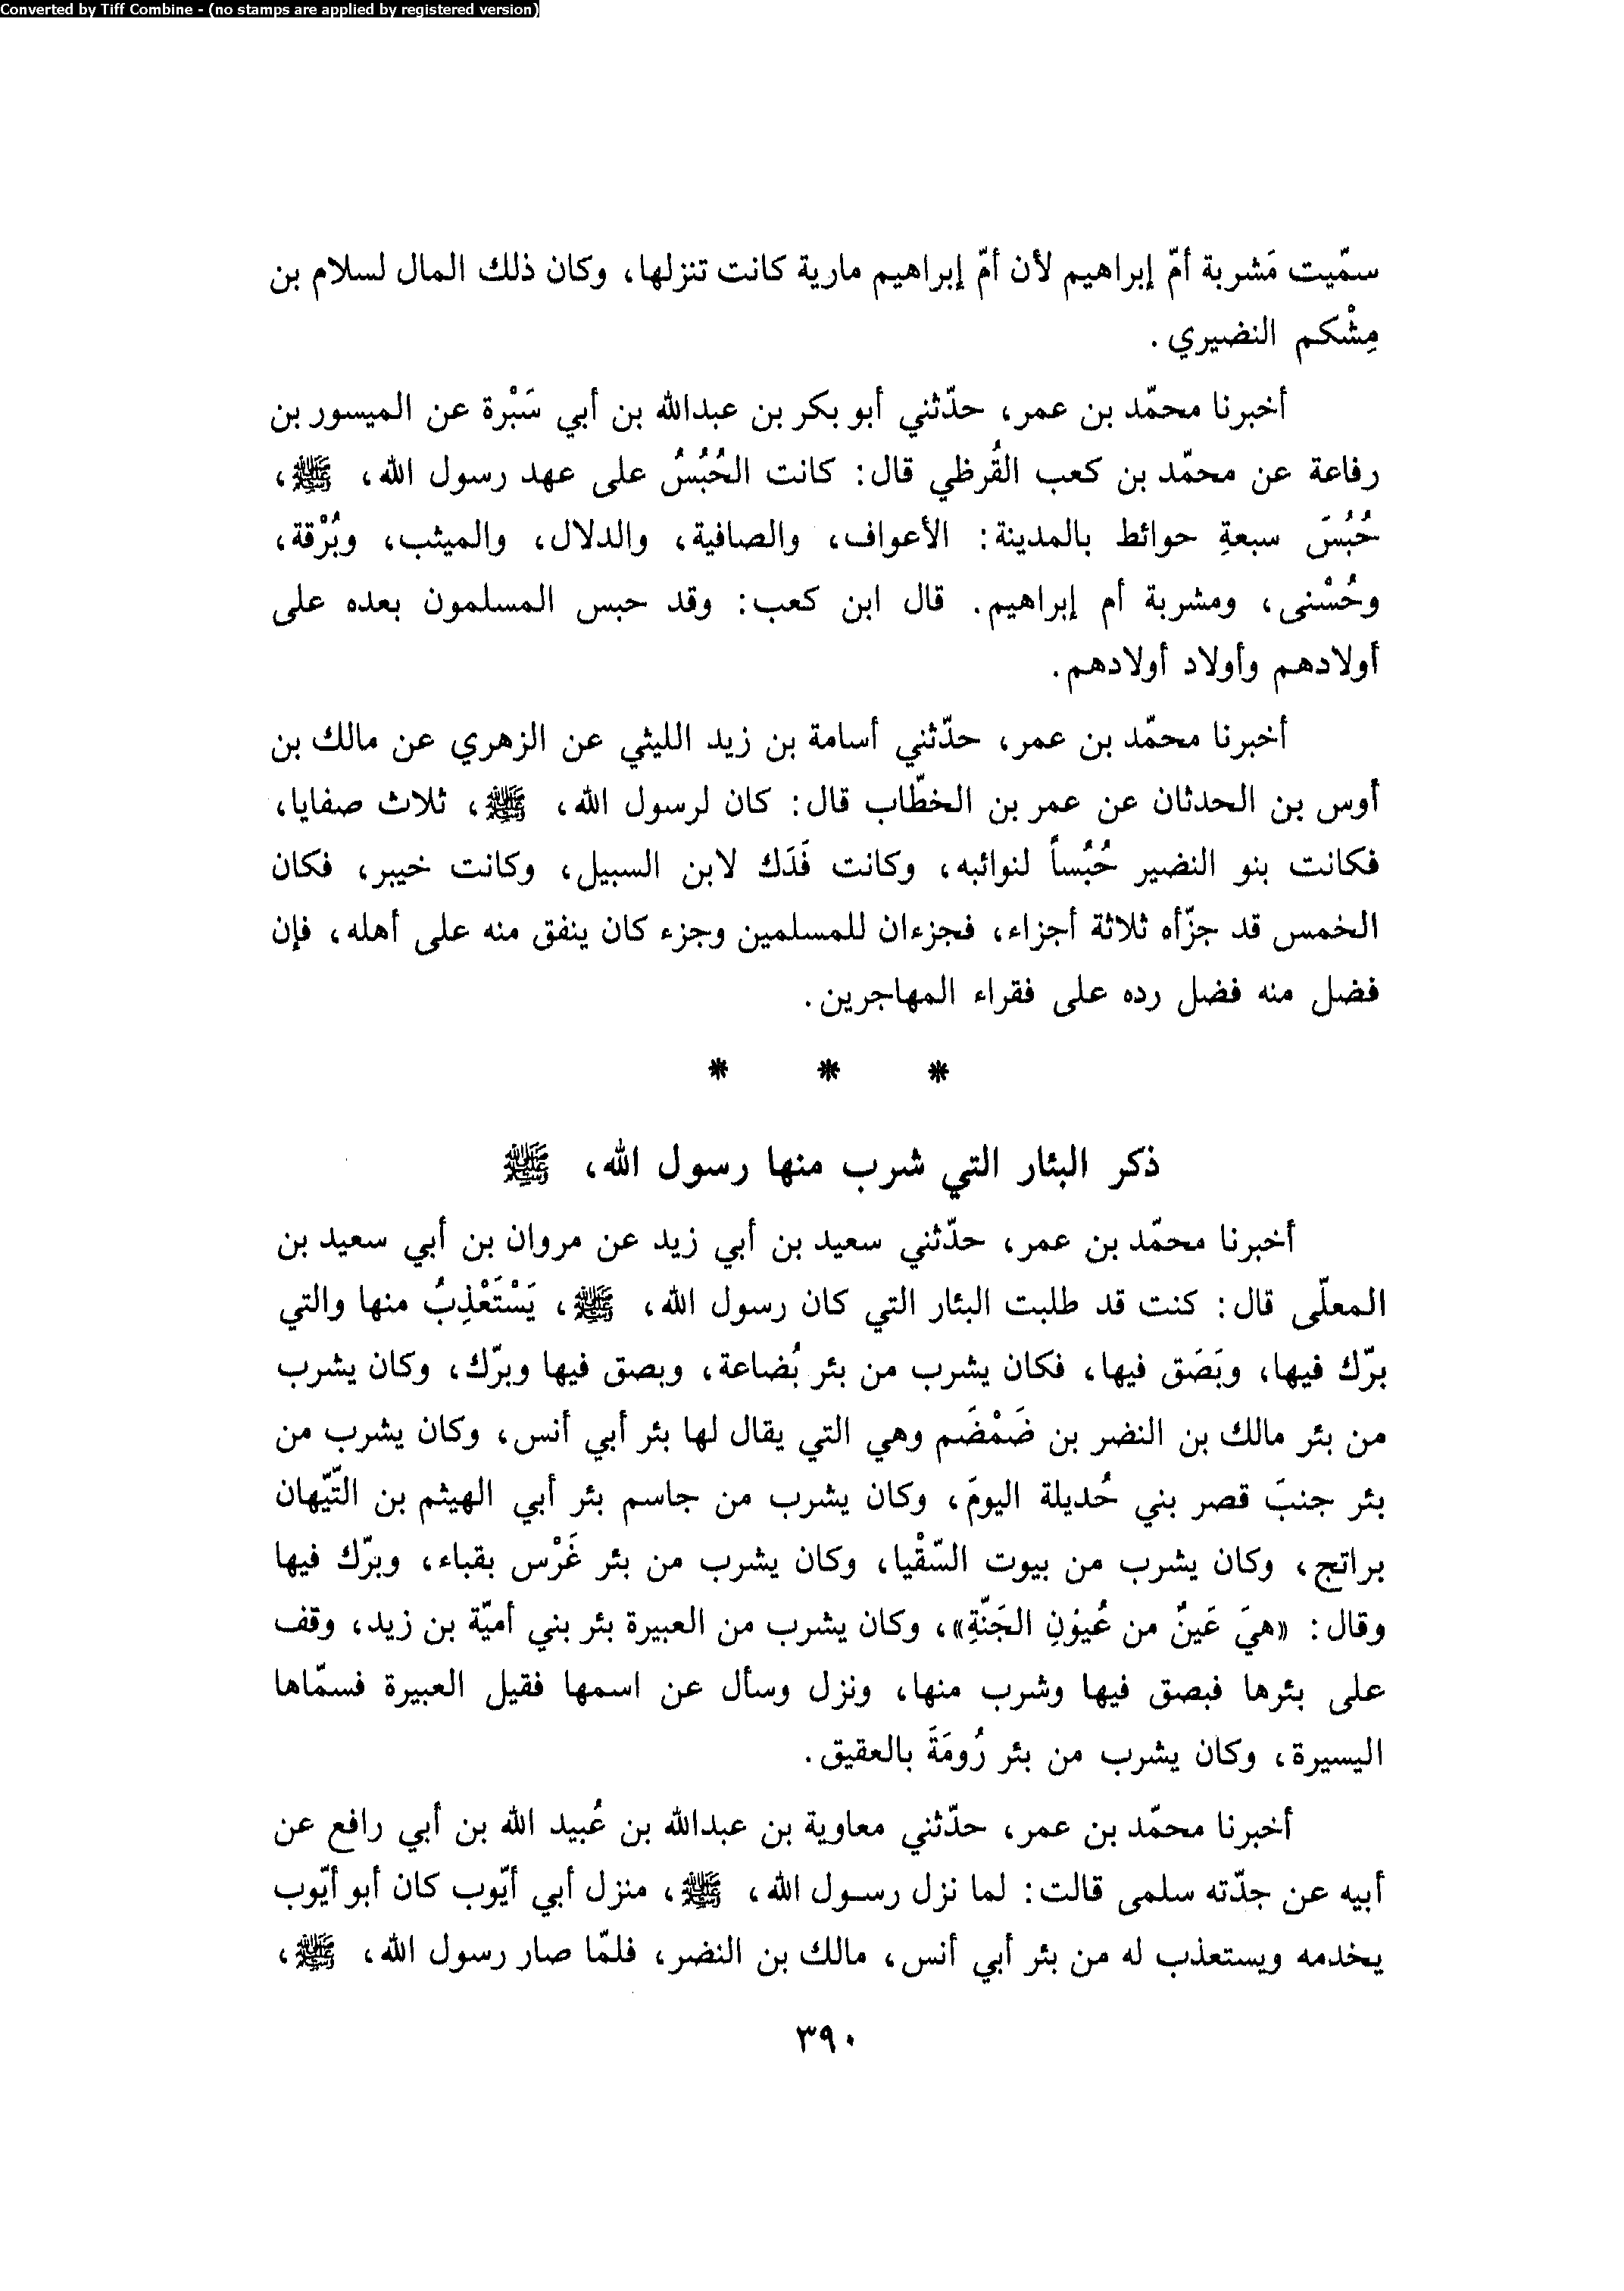 Converted by Tiff Combine - (no stamps are applied by registered version)
سمّيت مَشربة أمّ إبراهيم لأن أمّ إبراهيم مارية كانت تنزلها، وكان ذلك المال لسلام بن
مِشْكم النضيري.
أخبرنا محمّد بن عمر، حدّثني أبو بكر بن عبدالله بن أبي سَبْرة عن الميسور بن
رفاعة عن محمّد بن كعب القُرظي قال: كانت الحُبُسُ على عهد رسول الله، ﷺ،
حُبُسَ سبعةِ حوائط بالمدينة: الأعواف، والصافية، والدلال، والميثب، وبُرْقة،
وحُسْنى، ومشربة أم إبراهيم. قال ابن كعب: وقد حبس المسلمون بعده على
أولادهم وأولاد أولادهم.
أخبرنا محمّد بن عمر، حدّثني أسامة بن زيد الليثي عن الزهري عن مالك بن
أوس بن الحدثان عن عمر بن الخطّاب قال: كان لرسول الله، ﷺ، ثلاث صفايا،
فكانت بنو النضير حُبُساً لنوائبه، وكانت فَدَك لابن السبيل، وكانت خيبر، فكان
الخمس قد جزّأه ثلاثة أجزاء، فجزءان للمسلمين وجزء كان ينفق منه على أهله، فإن
فضل منه فضل رده على فقراء المهاجرين.
* * *
ذكر البئار التي شرب منها رسول الله، ﷺ
أخبرنا محمّد بن عمر، حدّثني سعيد بن أبي زيد عن مروان بن أبي سعيد بن
المعلّى قال: كنت قد طلبت البئار التي كان رسول الله، ﷺ، يَسْتَعْذِبُ منها والتي
برّك فيها، وبَصَق فيها، فكان يشرب من بئر بُضاعة، وبصق فيها وبرّك، وكان يشرب
من بئر مالك بن النضر بن ضَمْضَم وهي التي يقال لها بئر أبي أنس، وكان يشرب من
بئر جنبَ قصر بني حُديلة اليومَ، وكان يشرب من جاسم بئر أبي الهيثم بن التّيّهان
براتج، وكان يشرب من بيوت السّقْيا، وكان يشرب من بئر غَرْس بقباء، وبرّك فيها
وقال: «هيَ عَينٌ من عُيوْنِ الجَنّةِ»، وكان يشرب من العبيرة بئر بني أميّة بن زيد، وقف
على بئرها فبصق فيها وشرب منها، ونزل وسأل عن اسمها فقيل العبيرة فسمّاها
اليسيرة، وكان يشرب من بئر رُومَةَ بالعقيق.
أخبرنا محمّد بن عمر، حدّثني معاوية بن عبدالله بن عُبيد الله بن أبي رافع عن
أبيه عن جدّته سلمى قالت: لما نزل رسول الله، ﷺ، منزل أبي أيّوب كان أبو أيّوب
يخدمه ويستعذب له من بئر أبي أنس، مالك بن النضر، فلمّا صار رسول الله، ﷺ،
٣٩٠